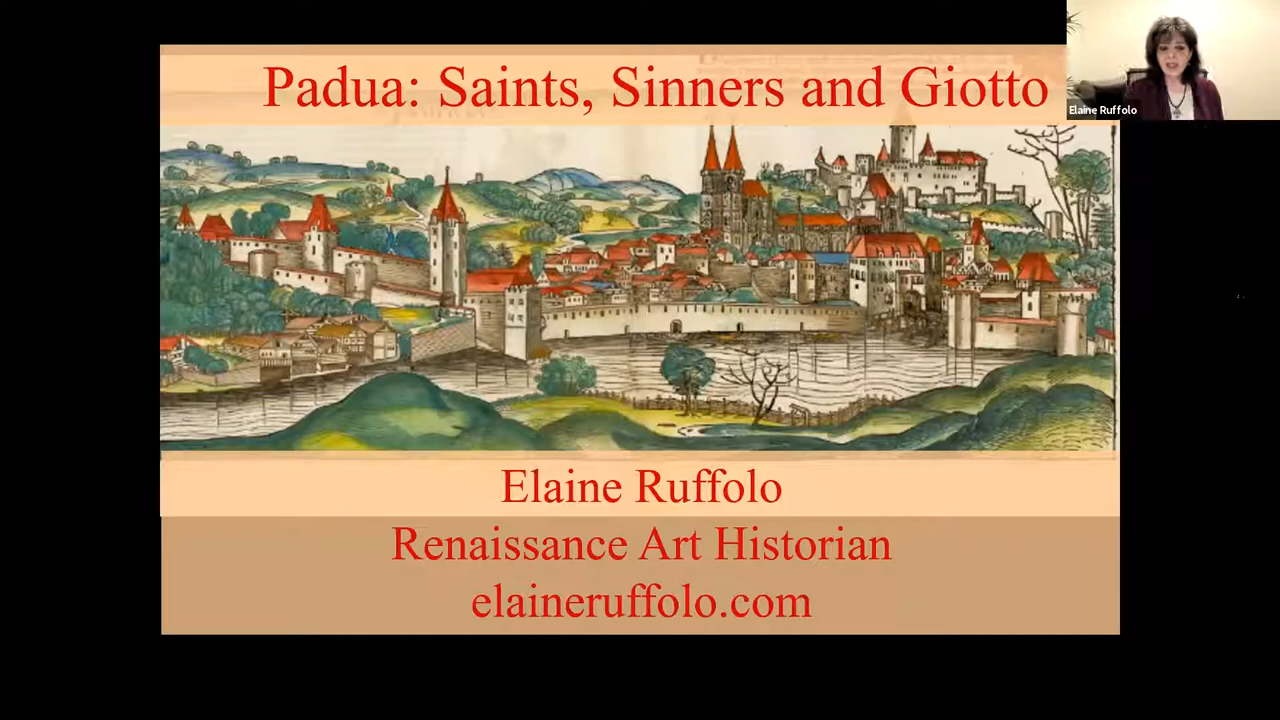 Padua: Saints, Sinners and Giotto
Elaine Ruffolo
Elaine Ruffolo
Renaissance Art Historian
elaineruffolo.com